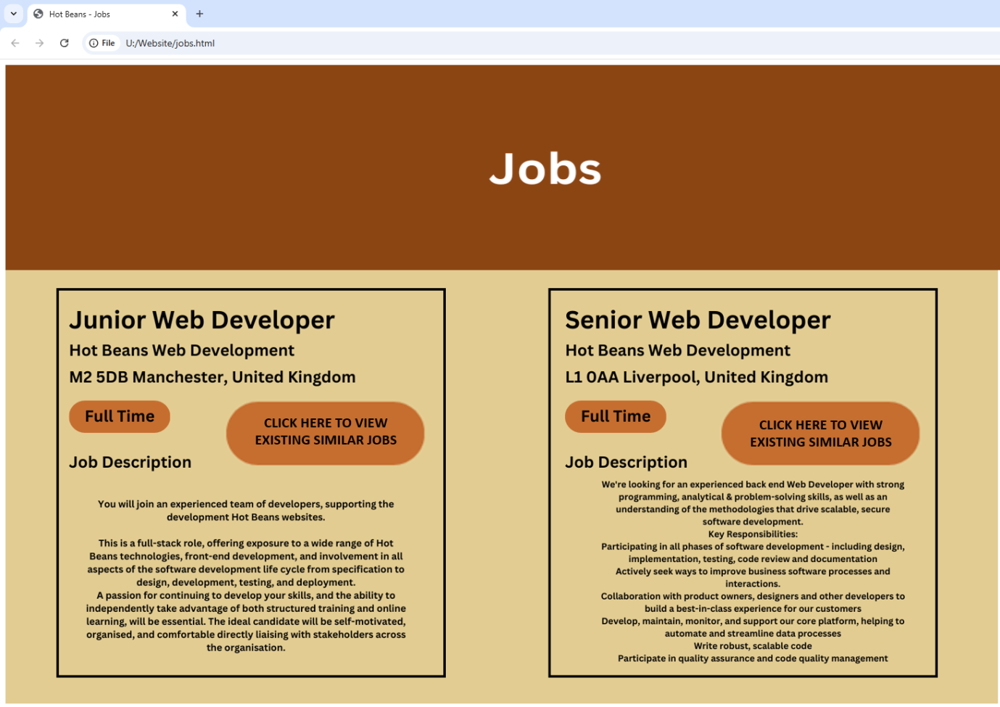 Hot Beans - Jobs
File
U:/Website/jobs.html
Jobs
Junior Web Developer
Hot Beans Web Development
M2 5DB Manchester, United Kingdom
Full Time
CLICK HERE TO VIEW
EXISTING SIMILAR JOBS
Job Description
You will join an experienced team of developers, supporting the
development Hot Beans websites.
This is a full-stack role, offering exposure to a wide range of Hot
Beans technologies, front-end development, and involvement in all
aspects of the software development life cycle from specification to
design, development, testing, and deployment.
A passion for continuing to develop your skills, and the ability to
independently take advantage of both structured training and online
learning, will be essential. The ideal candidate will be self-motivated,
organised, and comfortable directly liaising with stakeholders across
the organisation.
Senior Web Developer
Hot Beans Web Development
L1 0AA Liverpool, United Kingdom
Full Time
CLICK HERE TO VIEW
EXISTING SIMILAR JOBS
Job Description
We're looking for an experienced back end Web Developer with strong
programming, analytical & problem-solving skills, as well as an
understanding of the methodologies that drive scalable, secure
software development.
Key Responsibilities:
Participating in all phases of software development - including design,
implementation, testing, code review and documentation
Actively seek ways to improve business software processes and
interactions.
Collaboration with product owners, designers and other developers to
build a best-in-class experience for our customers
Develop, maintain, monitor, and support our core platform, helping to
automate and streamline data processes
Write robust, scalable code
Participate in quality assurance and code quality management